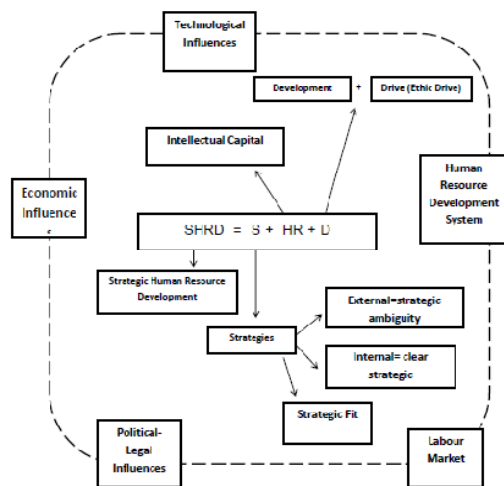 Technological
Influences
Development + Drive (Ethic Drive)
Intellectual Capital
Human
Resource
Development
System
Economic
Influence
s
SHRD = S + HR + D
Strategic Human Resource
Development
External=strategic
ambiguity
Strategies
Internal= clear
strategic
Strategic Fit
Political-
Legal
Influences
Labour
Market